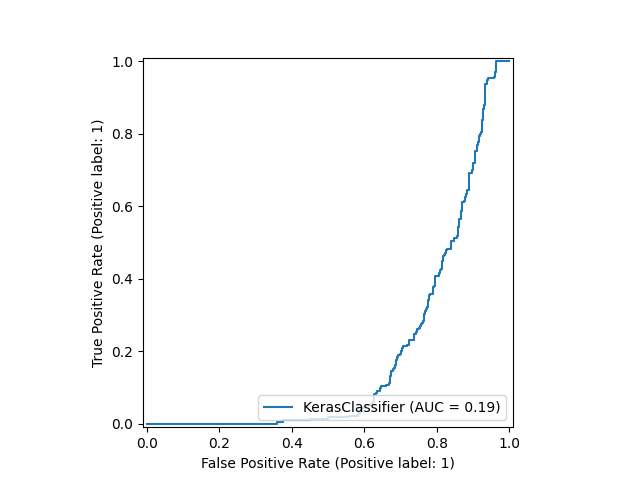 1.0
0.8
0.6
0.4
0.2
0.0
True Positive Rate (Positive label: 1)
KerasClassifier (AUC = 0.19)
0.0 0.2 0.4 0.6 0.8 1.0
False Positive Rate (Positive label: 1)